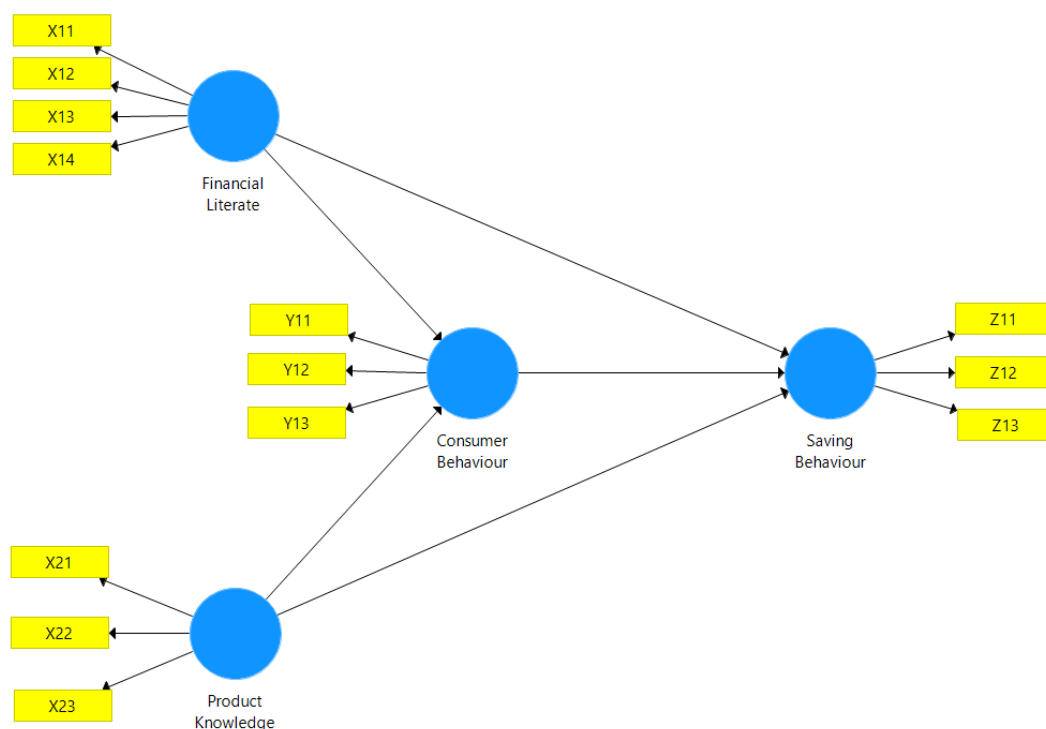 X11
X12
X13
X14
Financial
Literate
Y11
Y12
Y13
Consumer
Behaviour
Z11
Z12
Z13
Saving
Behaviour
X21
X22
X23
Product
Knowledge